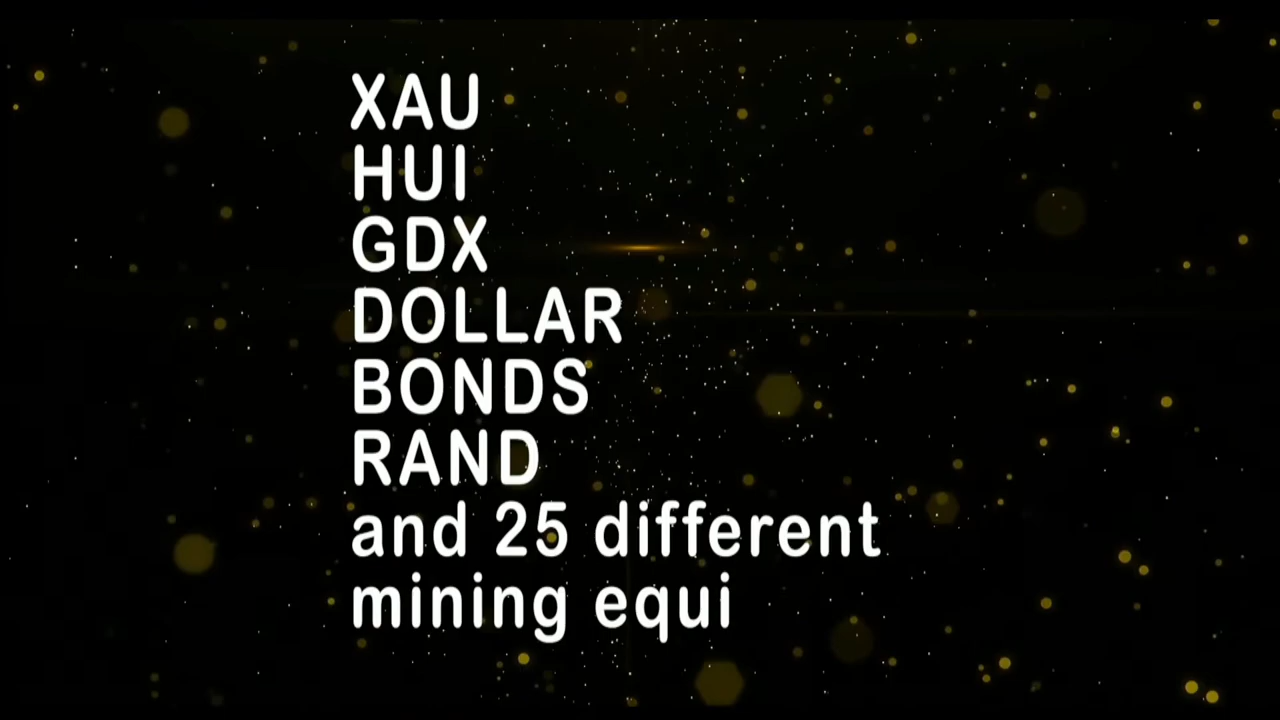 XAU
HUI
GDX
DOLLAR
BONDS
RAND
and 25 different
mining equi